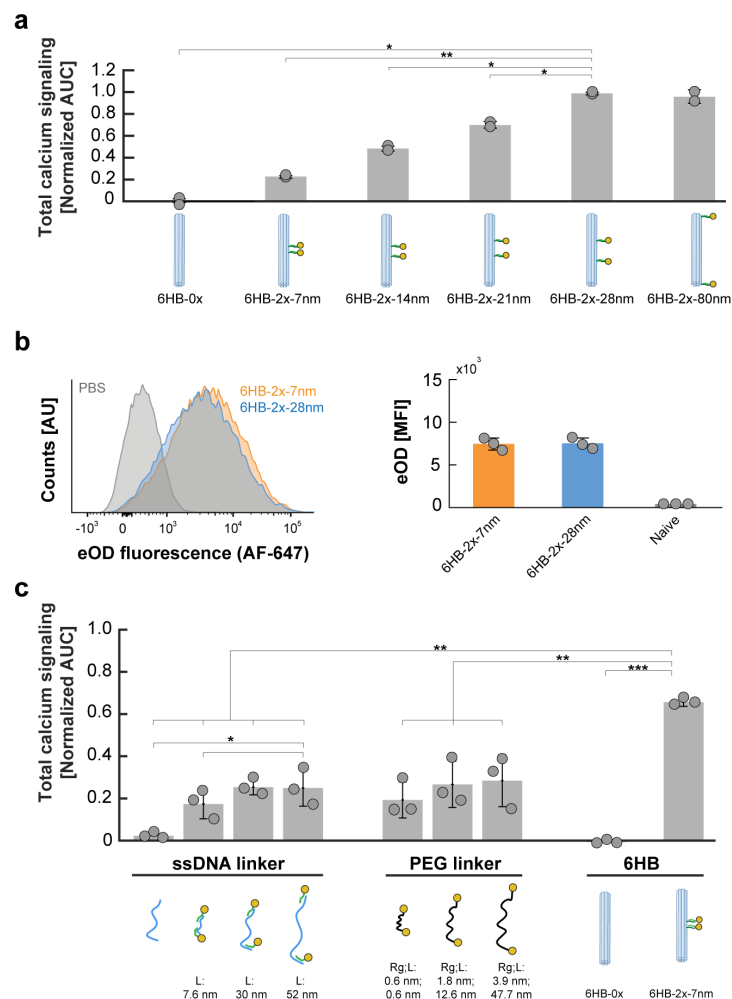 a
Total calcium signaling
[Normalized AUC]
1.2
1.0
0.8
0.6
0.4
0.2
0
*
**
*
*
6HB-0x
6HB-2x-7nm
6HB-2x-14nm
6HB-2x-21nm
6HB-2x-28nm
6HB-2x-80nm
b
Counts [AU]
PBS
6HB-2x-7nm
6HB-2x-28nm
-10³ 0 10³ 10⁴ 10⁵
eOD fluorescence (AF-647)
eOD [MFI]
x10³
15
10
5
0
6HB-2x-7nm
6HB-2x-28nm
Naive
c
Total calcium signaling
[Normalized AUC]
1.0
0.8
0.6
0.4
0.2
0
**
**
***
*
ssDNA linker
PEG linker
6HB
L:
7.6 nm
L:
30 nm
L:
52 nm
Rg;L:
0.6 nm;
0.6 nm
Rg;L:
1.8 nm;
12.6 nm
Rg;L:
3.9 nm;
47.7 nm
6HB-0x
6HB-2x-7nm